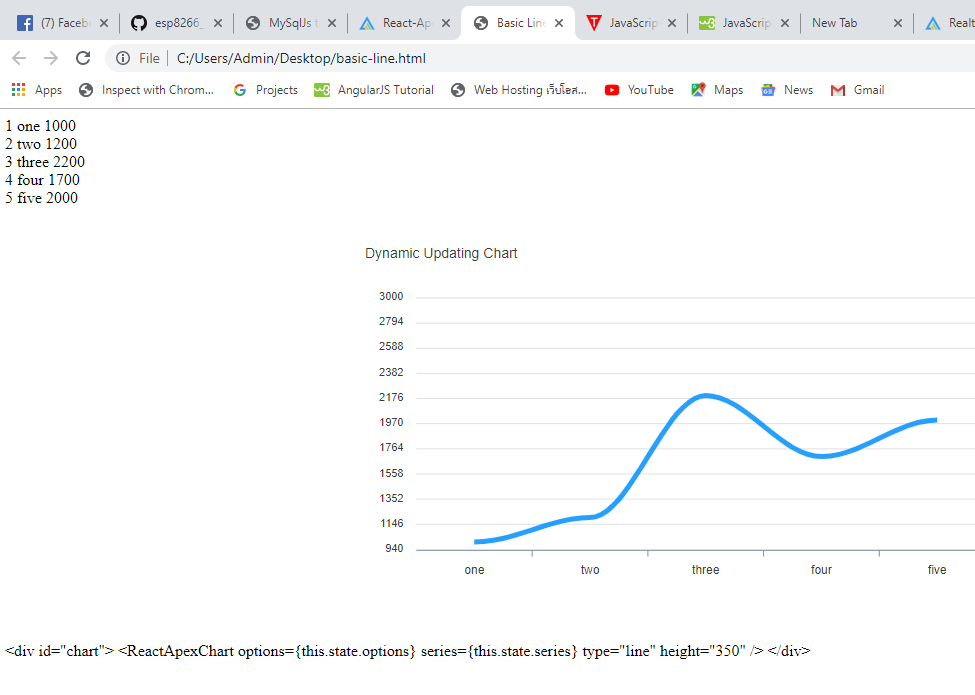 (7) Faceb
esp8266_
MySqlJs t
React-Ap
Basic Lin
JavaScrip
JavaScrip
New Tab
Realt
File
C:/Users/Admin/Desktop/basic-line.html
Apps
Inspect with Chrom...
Projects
AngularJS Tutorial
Web Hosting เว็บโฮส...
YouTube
Maps
News
Gmail
1 one 1000
2 two 1200
3 three 2200
4 four 1700
5 five 2000
Dynamic Updating Chart
3000
2794
2588
2382
2176
1970
1764
1558
1352
1146
940
one two three four five
<div id="chart"> <ReactApexChart options={this.state.options} series={this.state.series} type="line" height="350" /> </div>